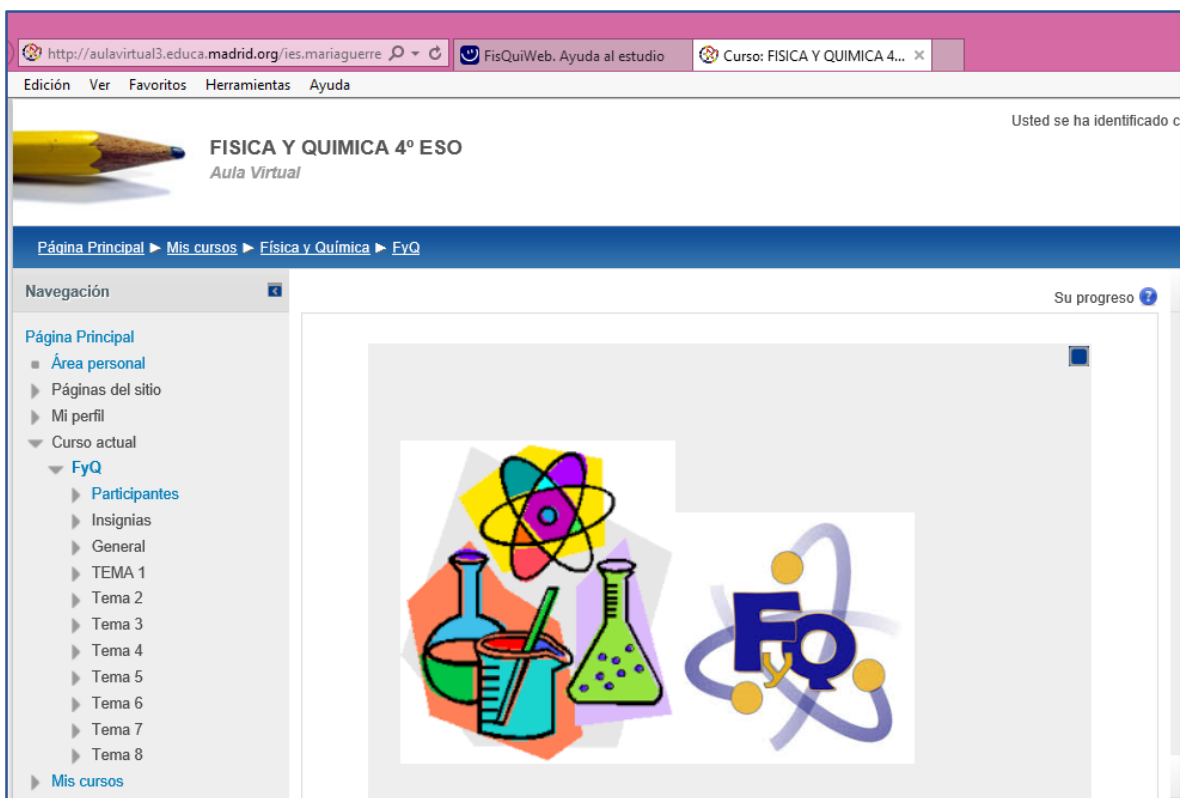 http://aulavirtual3.educa.madrid.org/ies.mariaguerre
FisQuiWeb. Ayuda al estudio
Curso: FISICA Y QUIMICA 4...
Edición Ver Favoritos Herramientas Ayuda
Usted se ha identificado c
FISICA Y QUIMICA 4º ESO
Aula Virtual
Página Principal ► Mis cursos ► Física y Química ► FyQ
Navegación
Su progreso
Página Principal
Área personal
Páginas del sitio
Mi perfil
Curso actual
FyQ
Participantes
Insignias
General
TEMA 1
Tema 2
Tema 3
Tema 4
Tema 5
Tema 6
Tema 7
Tema 8
Mis cursos
FyQ